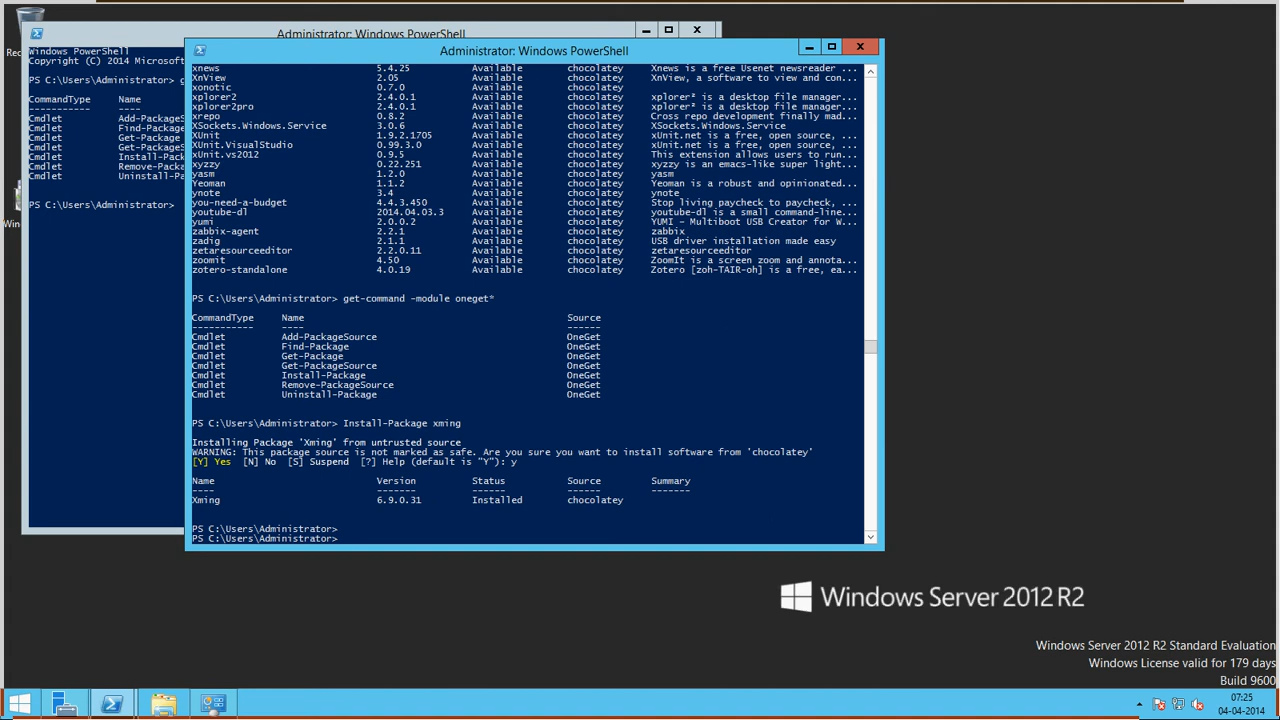 Rec
Administrator: Windows PowerShell
Windows PowerShell
Copyright (C) 2014 Microsoft
PS C:\Users\Administrator> g
CommandType Name
----------- ----
Cmdlet Add-PackageS
Cmdlet Find-Package
Cmdlet Get-Package
Cmdlet Get-PackageS
Cmdlet Install-Pack
Cmdlet Remove-Packa
Cmdlet Uninstall-P
PS C:\Users\Administrator>
Win
Administrator: Windows PowerShell
xnews 5.4.25 Available chocolatey Xnews is a free Usenet newsreader ...
XnView 2.05 Available chocolatey XnView, a software to view and con...
xonotic 0.7.0 Available chocolatey
xplorer2 2.4.0.1 Available chocolatey xplorer² is a desktop file manager...
xplorer2pro 2.4.0.1 Available chocolatey xplorer² is a desktop file manager...
xrepo 0.8.2 Available chocolatey Cross repo development finally mad...
XSockets.Windows.Service 3.0.6 Available chocolatey XSockets.Windows.Service
XUnit 1.9.2.1705 Available chocolatey xUnit.net is a free, open source, ...
XUnit.VisualStudio 0.99.3.0 Available chocolatey xUnit.net is a free, open source, ...
xUnit.vs2012 0.9.5 Available chocolatey This extension allows users to run...
xyzzy 0.22.251 Available chocolatey xyzzy is an emacs-like super light...
yasm 1.2.0 Available chocolatey yasm
Yeoman 1.1.2 Available chocolatey Yeoman is a robust and opinionated...
ynote 3.4 Available chocolatey ynote
you-need-a-budget 4.4.3.450 Available chocolatey Stop living paycheck to paycheck, ...
youtube-dl 2014.04.03.3 Available chocolatey youtube-dl is a small command-line...
yumi 2.0.0.2 Available chocolatey YUMI - Multiboot USB Creator for W...
zabbix-agent 2.2.1 Available chocolatey zabbix
zadig 2.1.1 Available chocolatey USB driver installation made easy
zetaresourceeditor 2.2.0.11 Available chocolatey zetaresourceeditor
zoomit 4.50 Available chocolatey ZoomIt is a screen zoom and annota...
zotero-standalone 4.0.19 Available chocolatey Zotero [zoh-TAIR-oh] is a free, ea...
PS C:\Users\Administrator> get-command -module oneget*
CommandType Name Source
----------- ---- ------
Cmdlet Add-PackageSource OneGet
Cmdlet Find-Package OneGet
Cmdlet Get-Package OneGet
Cmdlet Get-PackageSource OneGet
Cmdlet Install-Package OneGet
Cmdlet Remove-PackageSource OneGet
Cmdlet Uninstall-Package OneGet
PS C:\Users\Administrator> Install-Package xming
Installing Package 'Xming' from untrusted source
WARNING: This package source is not marked as safe. Are you sure you want to install software from 'chocolatey'
[Y] Yes [N] No [S] Suspend [?] Help (default is "Y"): y
Name Version Status Source Summary
---- ------- ------ ------ -------
Xming 6.9.0.31 Installed chocolatey
PS C:\Users\Administrator>
PS C:\Users\Administrator>
Windows Server 2012 R2
Windows Server 2012 R2 Standard Evaluation
Windows License valid for 179 days
Build 9600
07:25
04-04-2014